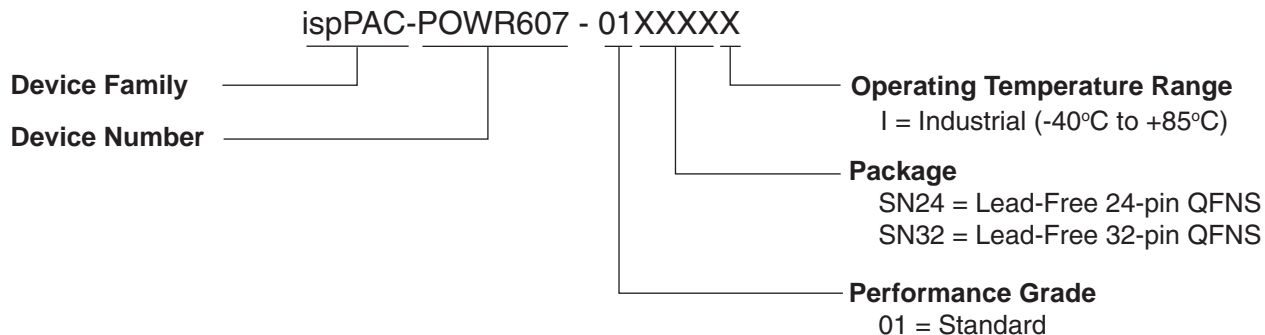 ispPAC-POWR607 - 01XXXXX
Device Family
Device Number
Operating Temperature Range
I = Industrial (-40°C to +85°C)
Package
SN24 = Lead-Free 24-pin QFNS
SN32 = Lead-Free 32-pin QFNS
Performance Grade
01 = Standard